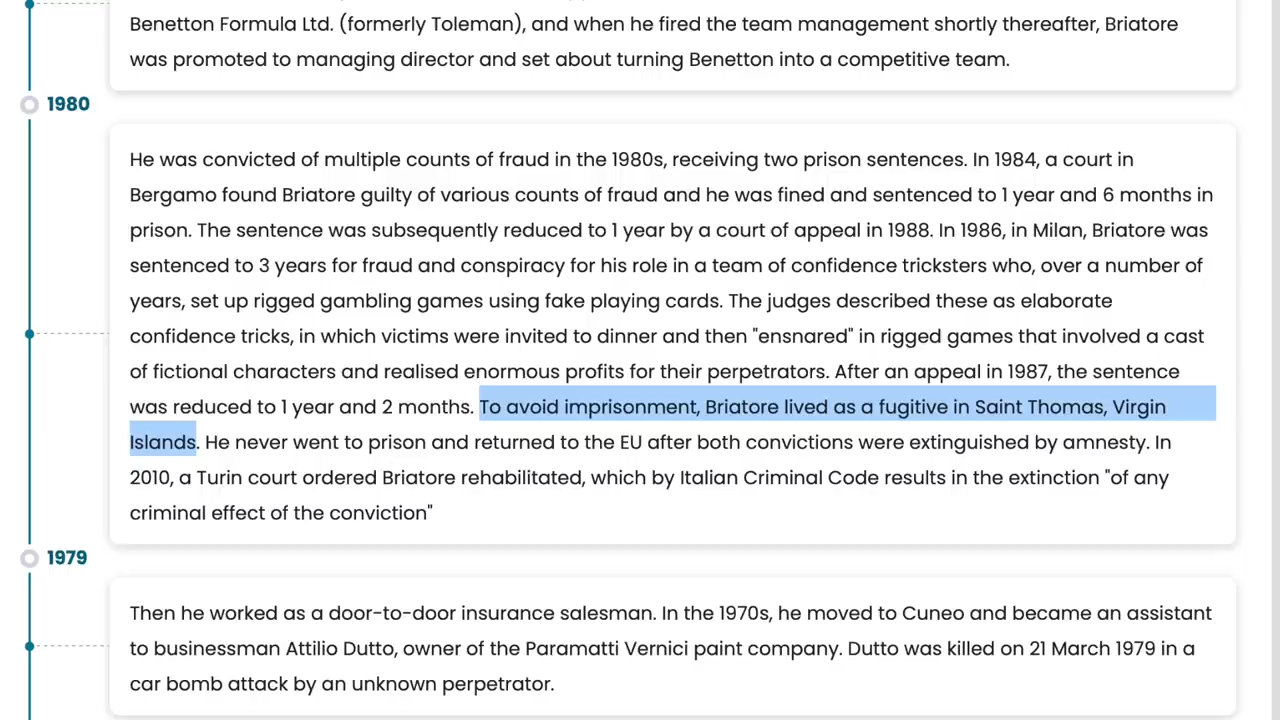 Benetton Formula Ltd. (formerly Toleman), and when he fired the team management shortly thereafter, Briatore
was promoted to managing director and set about turning Benetton into a competitive team.
1980
He was convicted of multiple counts of fraud in the 1980s, receiving two prison sentences. In 1984, a court in
Bergamo found Briatore guilty of various counts of fraud and he was fined and sentenced to 1 year and 6 months in
prison. The sentence was subsequently reduced to 1 year by a court of appeal in 1988. In 1986, in Milan, Briatore was
sentenced to 3 years for fraud and conspiracy for his role in a team of confidence tricksters who, over a number of
years, set up rigged gambling games using fake playing cards. The judges described these as elaborate
confidence tricks, in which victims were invited to dinner and then "ensnared" in rigged games that involved a cast
of fictional characters and realised enormous profits for their perpetrators. After an appeal in 1987, the sentence
was reduced to 1 year and 2 months. To avoid imprisonment, Briatore lived as a fugitive in Saint Thomas, Virgin
Islands. He never went to prison and returned to the EU after both convictions were extinguished by amnesty. In
2010, a Turin court ordered Briatore rehabilitated, which by Italian Criminal Code results in the extinction "of any
criminal effect of the conviction"
1979
Then he worked as a door-to-door insurance salesman. In the 1970s, he moved to Cuneo and became an assistant
to businessman Attilio Dutto, owner of the Paramatti Vernici paint company. Dutto was killed on 21 March 1979 in a
car bomb attack by an unknown perpetrator.